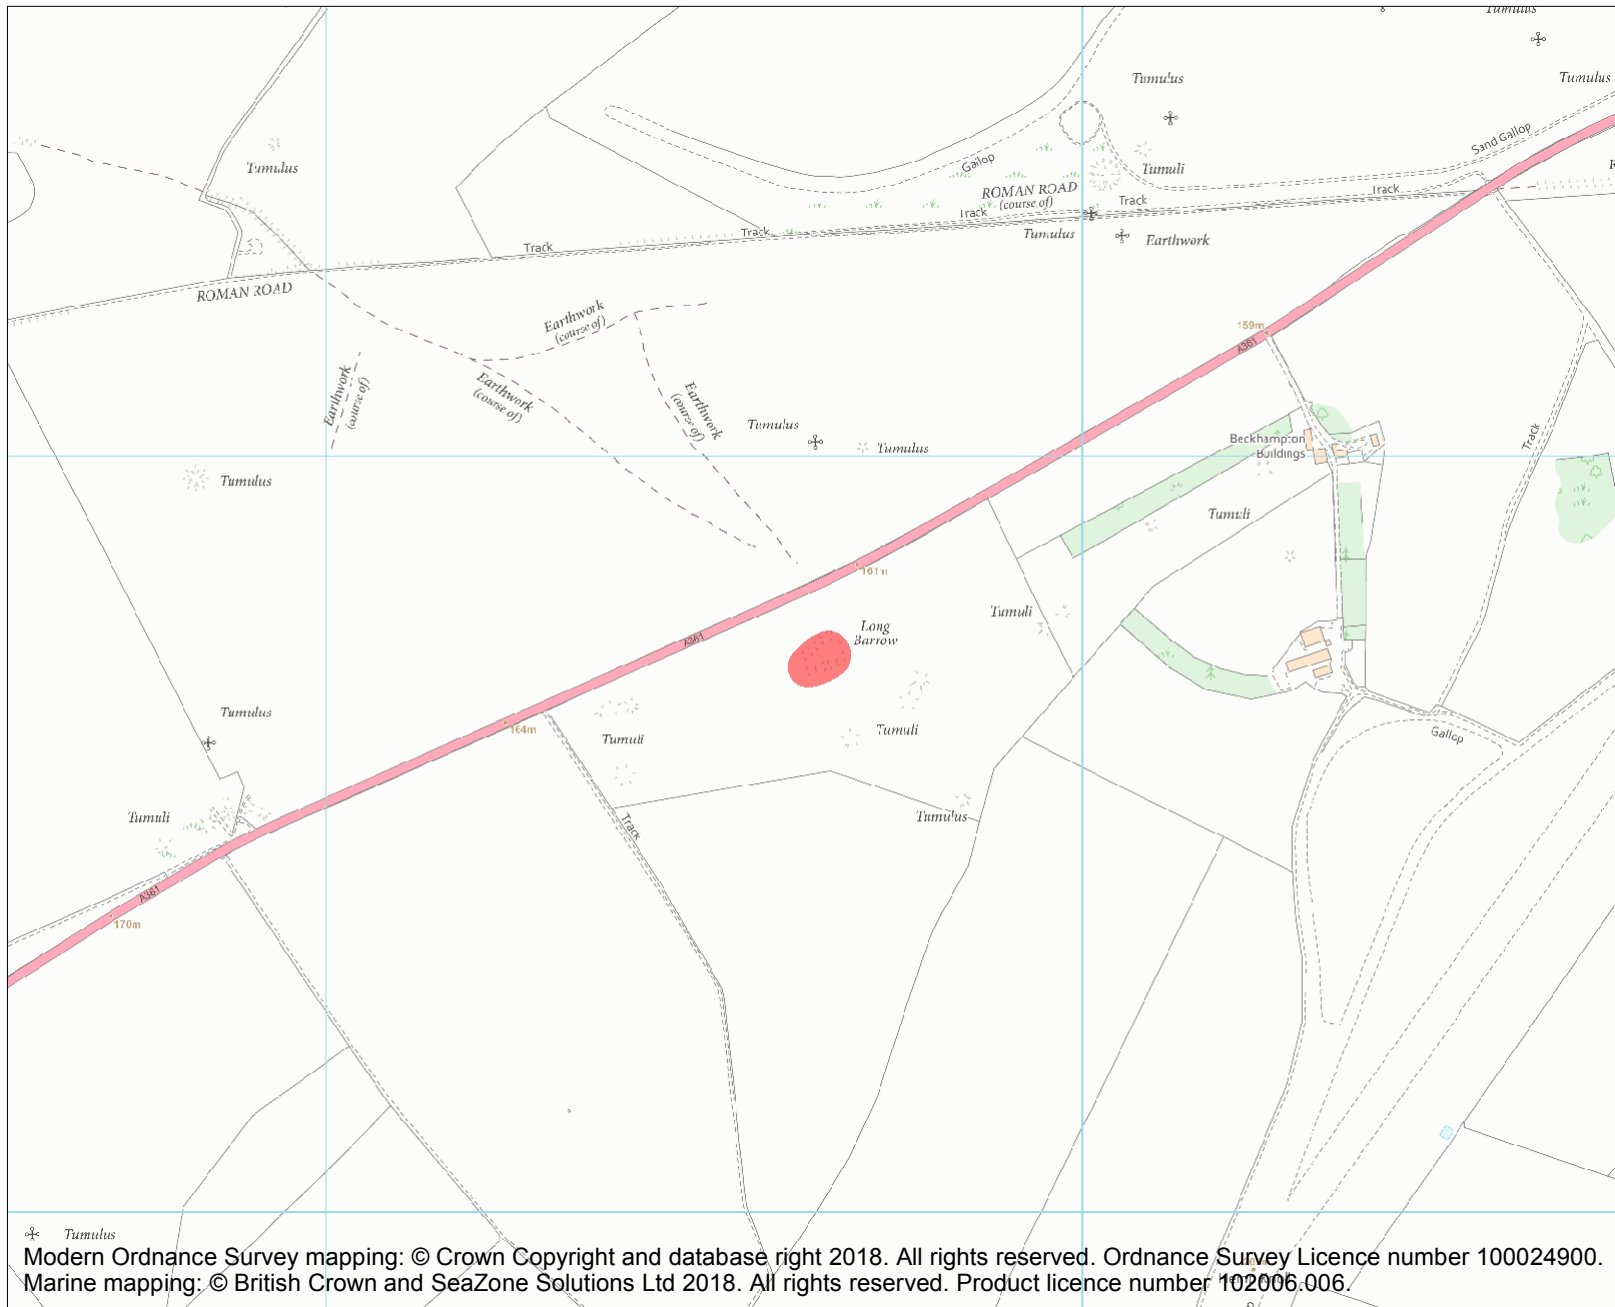 Tumulus
Tumulus
Tumulus
Sand Gallop
Gallop
Tumulus
Tumuli
ROMAN ROAD
(course of)
Track
Track
Track
Track
Track
Tumulus
Earthwork
ROMAN ROAD
Earthwork
(course of)
159m
A361
Earthwork
(course of)
Earthwork
(course of)
Earthwork
(course of)
Tumulus
Tumulus
Beckhampton
Buildings
Track
Tumulus
Tumuli
161m
Tumuli
Long
Barrow
A361
Tumulus
164m
Tumuli
Tumuli
Gallop
Tumuli
Track
Tumulus
A361
170m
Tumulus
Modern Ordnance Survey mapping: © Crown Copyright and database right 2018. All rights reserved. Ordnance Survey Licence number 100024900.
Marine mapping: © British Crown and SeaZone Solutions Ltd 2018. All rights reserved. Product licence number 102006.006.